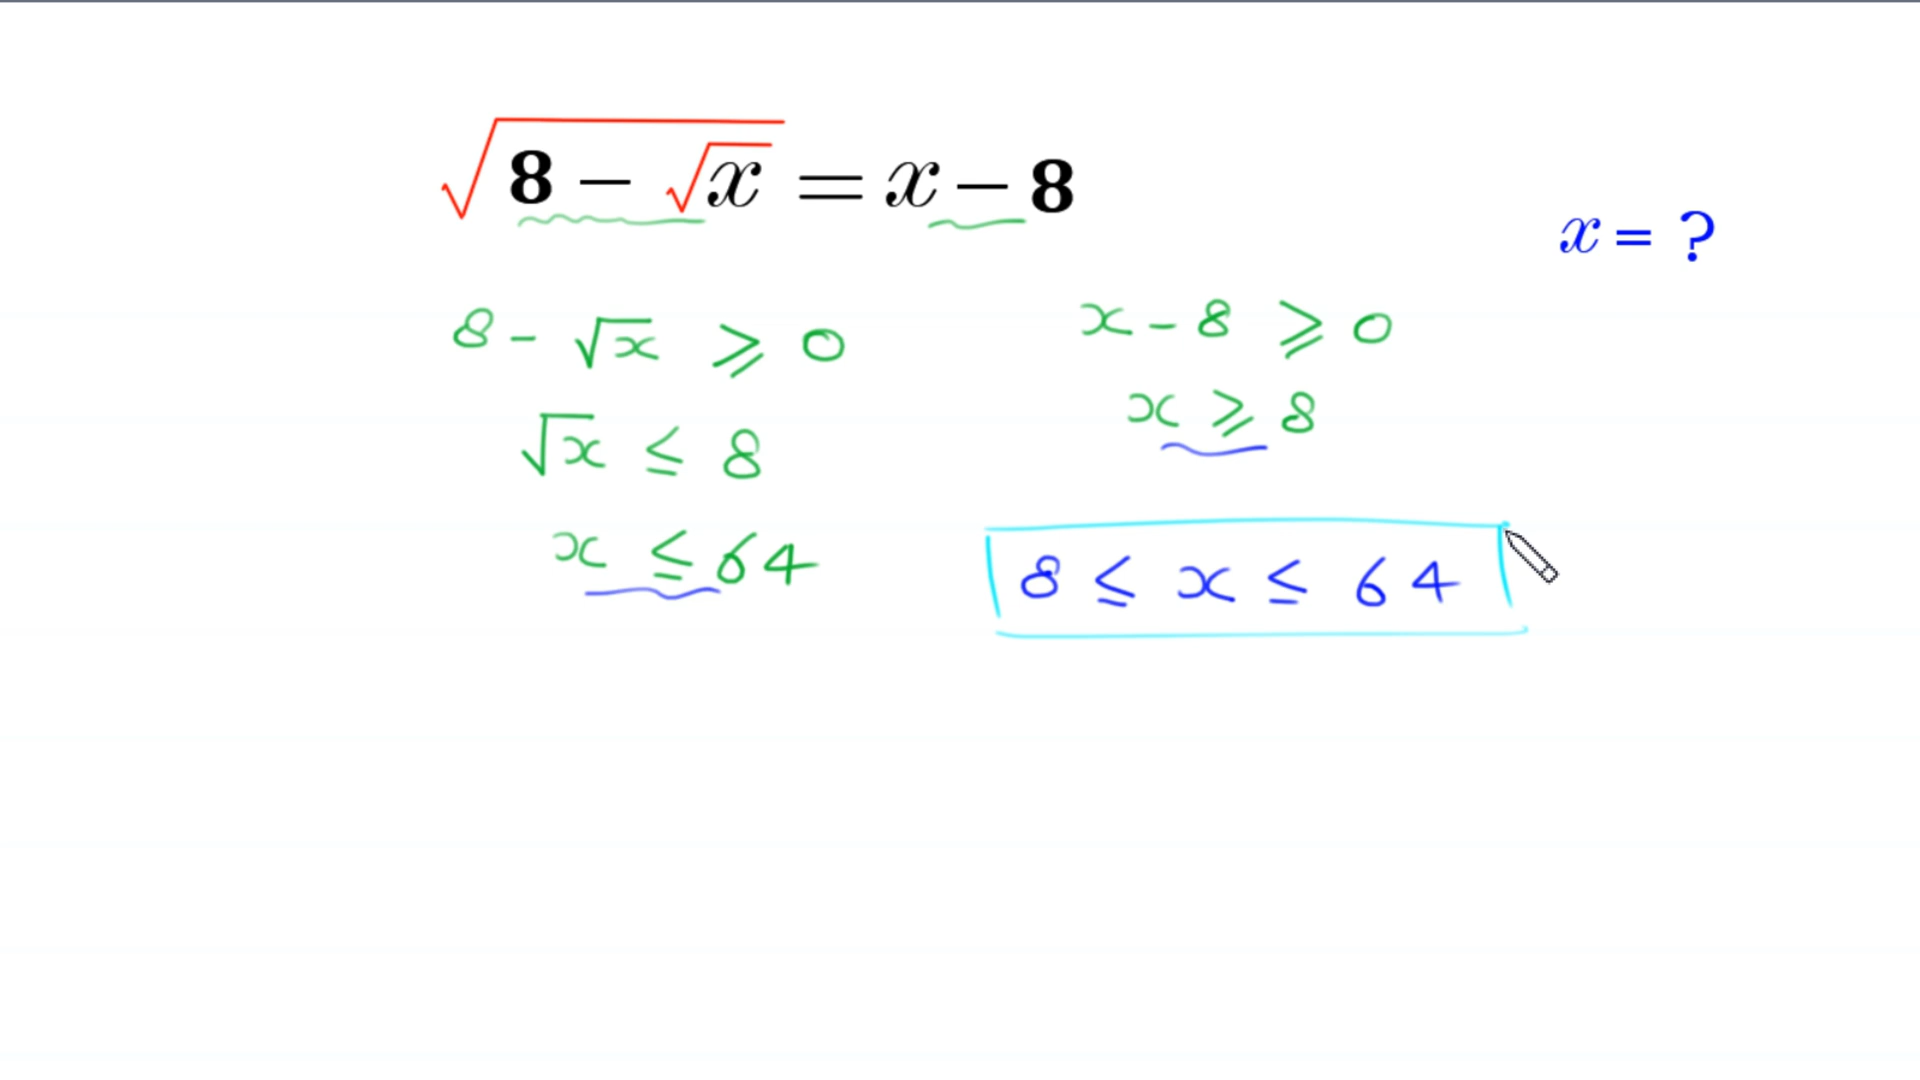 √(8 − √x) = x − 8
x = ?
8 - √x ⩾ 0
x - 8 ⩾ 0
√x ≤ 8
x ⩾ 8
x ≤ 64
8 ≤ x ≤ 64